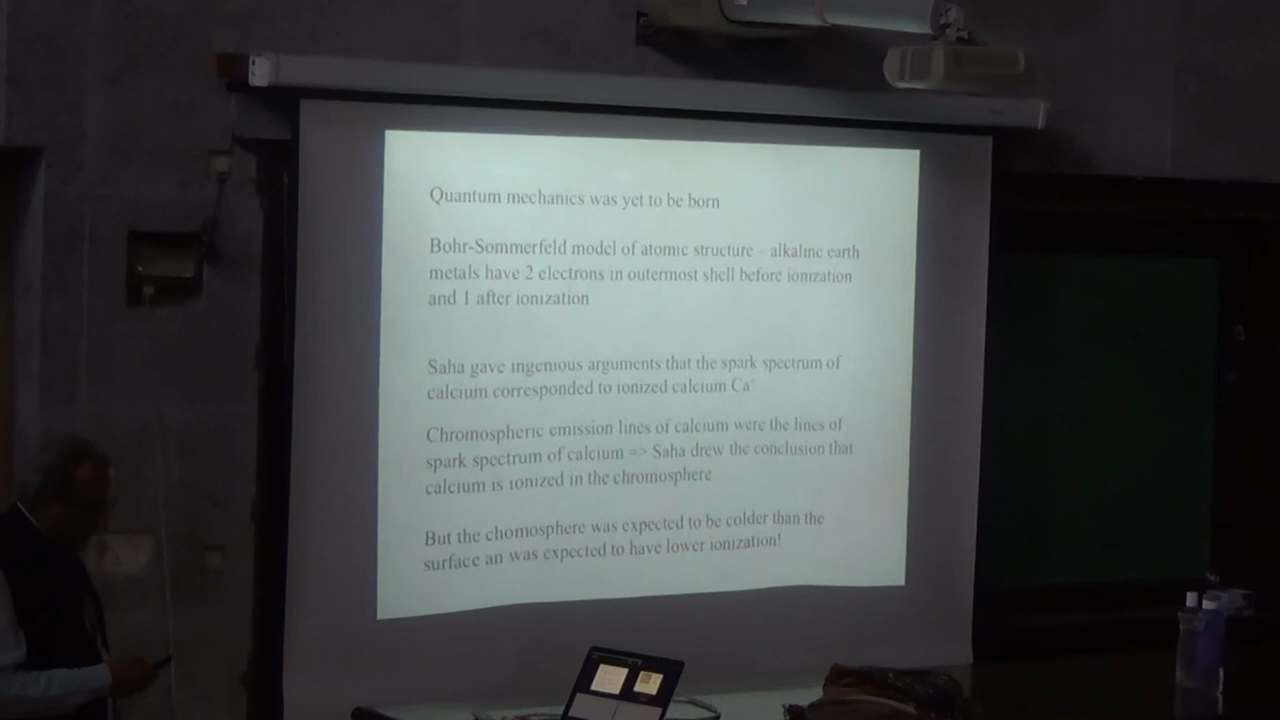 Quantum mechanics was yet to be born
Bohr-Sommerfeld model of atomic structure – alkaline earth
metals have 2 electrons in outermost shell before ionization
and 1 after ionization
Saha gave ingenious arguments that the spark spectrum of
calcium corresponded to ionized calcium Ca⁺
Chromospheric emission lines of calcium were the lines of
spark spectrum of calcium => Saha drew the conclusion that
calcium is ionized in the chromosphere
But the chomosphere was expected to be colder than the
surface an was expected to have lower ionization!